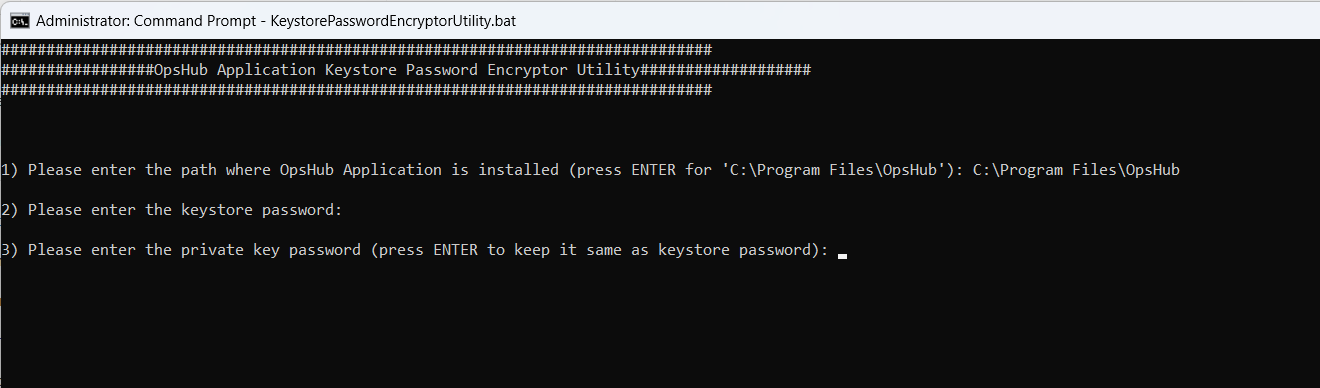 Administrator: Command Prompt - KeystorePasswordEncryptorUtility.bat
###############################################################################
#################OpsHub Application Keystore Password Encryptor Utility###################
###############################################################################
1) Please enter the path where OpsHub Application is installed (press ENTER for 'C:\Program Files\OpsHub'): C:\Program Files\OpsHub
2) Please enter the keystore password:
3) Please enter the private key password (press ENTER to keep it same as keystore password):